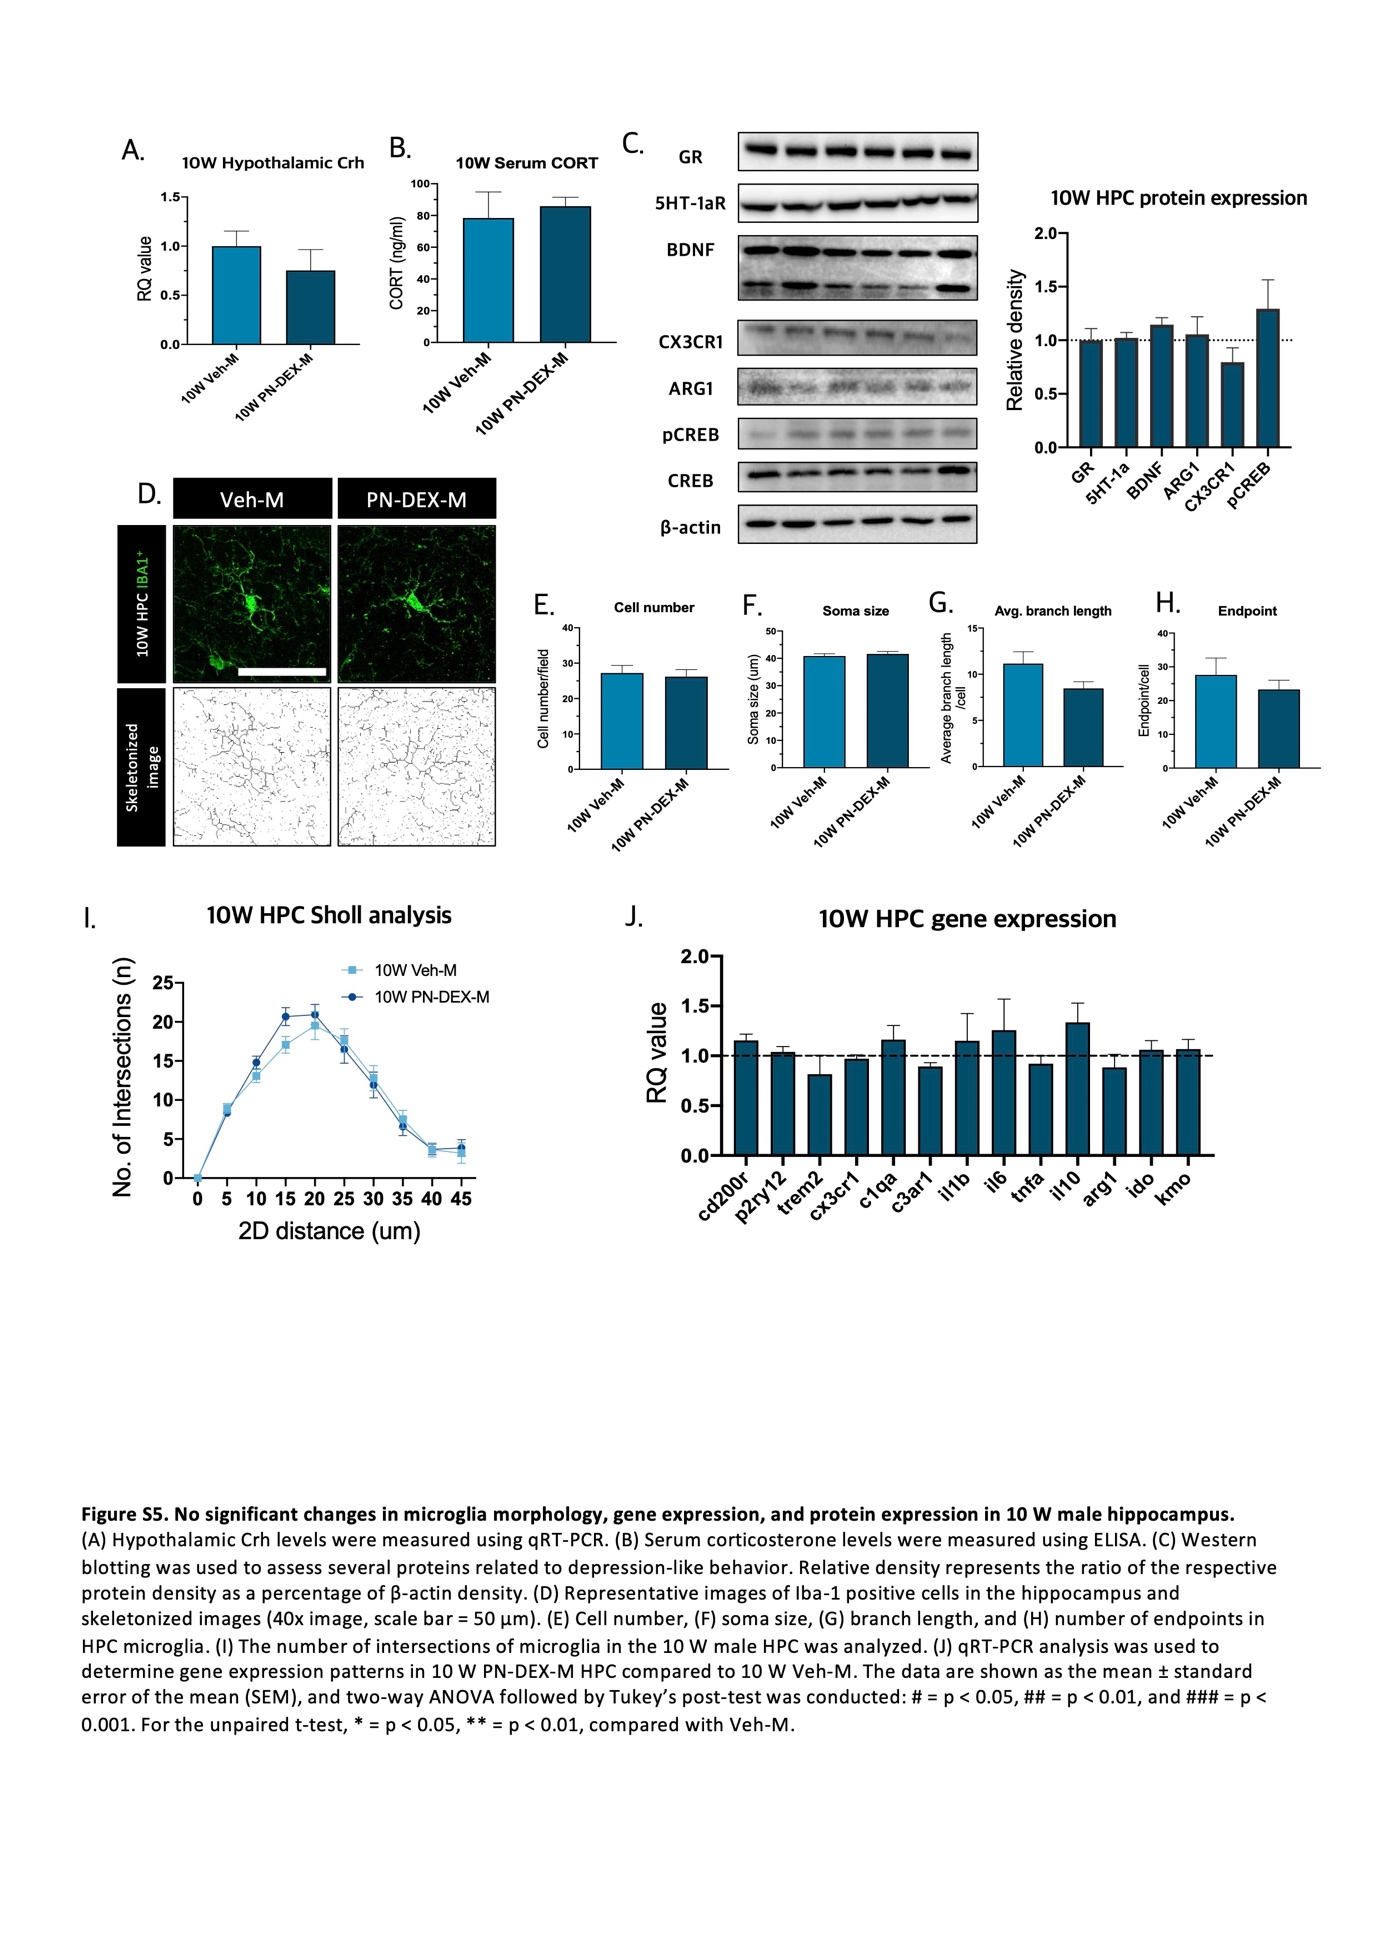 A.
10W Hypothalamic Crh
RQ value
1.5
1.0
0.5
0.0
10W Veh-M
10W PN-DEX-M
B.
10W Serum CORT
CORT (ng/ml)
100
80
60
40
20
0
10W Veh-M
10W PN-DEX-M
C.
GR
5HT-1aR
BDNF
CX3CR1
ARG1
pCREB
CREB
β-actin
10W HPC protein expression
Relative density
2.0
1.5
1.0
0.5
0.0
GR
5HT-1a
BDNF
ARG1
CX3CR1
pCREB
D.
Veh-M
PN-DEX-M
10W HPC IBA1⁺
Skeletonized
image
E.
Cell number
Cell number/field
40
30
20
10
0
10W Veh-M
10W PN-DEX-M
F.
Soma size
Soma size (um)
50
40
30
20
10
0
10W Veh-M
10W PN-DEX-M
G.
Avg. branch length
Average branch length
/cell
15
10
5
0
10W Veh-M
10W PN-DEX-M
H.
Endpoint
Endpoint/cell
40
30
20
10
0
10W Veh-M
10W PN-DEX-M
I.
10W HPC Sholl analysis
10W Veh-M
10W PN-DEX-M
No. of Intersections (n)
25
20
15
10
5
0
0 5 10 15 20 25 30 35 40 45
2D distance (um)
J.
10W HPC gene expression
RQ value
2.0
1.5
1.0
0.5
0.0
cd200r
p2ry12
trem2
cx3cr1
c1qa
c3ar1
il1b
il6
tnfa
il10
arg1
ido
kmo
Figure S5. No significant changes in microglia morphology, gene expression, and protein expression in 10 W male hippocampus.
(A) Hypothalamic Crh levels were measured using qRT-PCR. (B) Serum corticosterone levels were measured using ELISA. (C) Western
blotting was used to assess several proteins related to depression-like behavior. Relative density represents the ratio of the respective
protein density as a percentage of β-actin density. (D) Representative images of Iba-1 positive cells in the hippocampus and
skeletonized images (40x image, scale bar = 50 μm). (E) Cell number, (F) soma size, (G) branch length, and (H) number of endpoints in
HPC microglia. (I) The number of intersections of microglia in the 10 W male HPC was analyzed. (J) qRT-PCR analysis was used to
determine gene expression patterns in 10 W PN-DEX-M HPC compared to 10 W Veh-M. The data are shown as the mean ± standard
error of the mean (SEM), and two-way ANOVA followed by Tukey’s post-test was conducted: # = p < 0.05, ## = p < 0.01, and ### = p <
0.001. For the unpaired t-test, * = p < 0.05, ** = p < 0.01, compared with Veh-M.